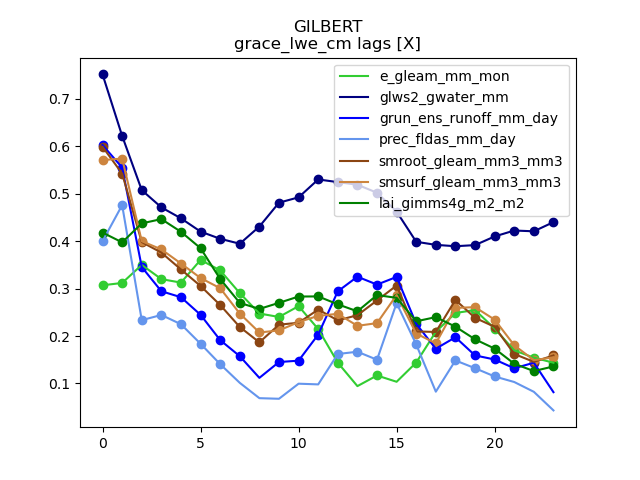 GILBERT
grace_lwe_cm lags [X]
e_gleam_mm_mon
glws2_gwater_mm
grun_ens_runoff_mm_day
prec_fldas_mm_day
smroot_gleam_mm3_mm3
smsurf_gleam_mm3_mm3
lai_gimms4g_m2_m2
0.7
0.6
0.5
0.4
0.3
0.2
0.1
0 5 10 15 20